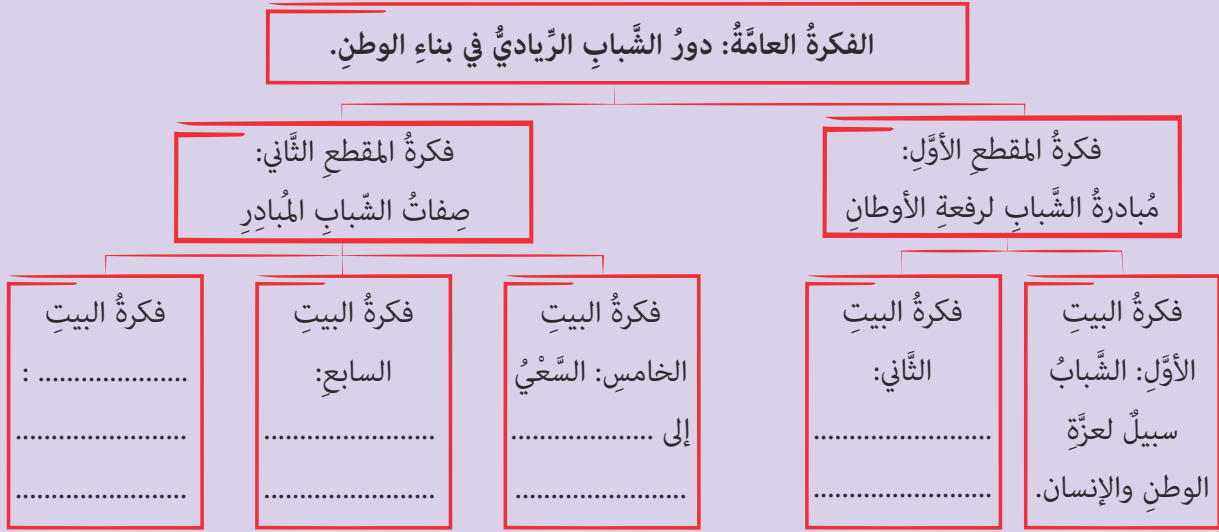 الفكرةُ العامَّةُ: دورُ الشَّبابِ الرِّياديُّ في بناءِ الوطنِ.
فكرةُ المقطعِ الأوَّلِ:
مُبادرةُ الشَّبابِ لرفعةِ الأوطانِ
فكرةُ المقطعِ الثَّاني:
صِفاتُ الشّبابِ المُبادِرِ
فكرةُ البيتِ
الأوَّلِ: الشَّبابُ
سبيلٌ لعزَّةِ
الوطنِ والإنسان.
فكرةُ البيتِ
الثَّاني:
.........................
.........................
فكرةُ البيتِ
الخامسِ: السَّعْيُ
إلى ....................
........................
فكرةُ البيتِ
السابعِ:
........................
........................
فكرةُ البيتِ
..................... :
........................
........................